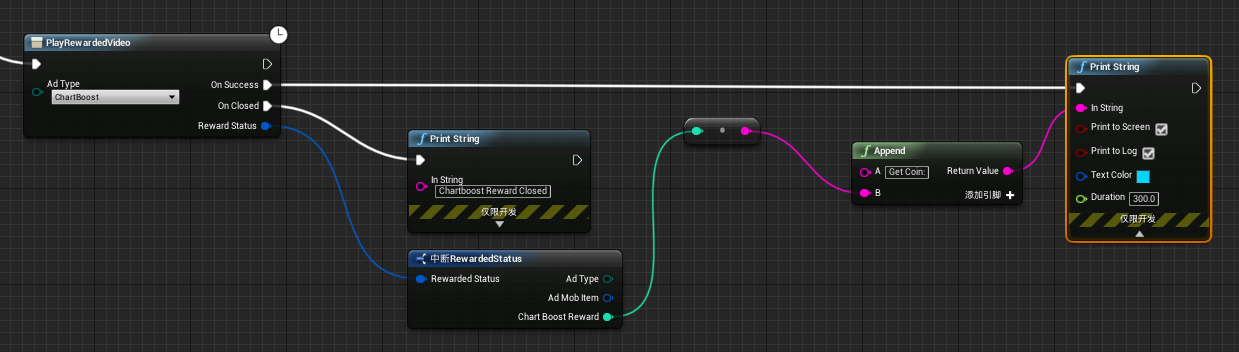 PlayRewardedVideo
Ad Type
ChartBoost
On Success
On Closed
Reward Status
Print String
In String
Chartboost Reward Closed
仅限开发
中断RewardedStatus
Rewarded Status
Ad Type
Ad Mob Item
Chart Boost Reward
Append
A Get Coin:
Return Value
B
添加引脚
Print String
In String
Print to Screen
Print to Log
Text Color
Duration 300.0
仅限开发